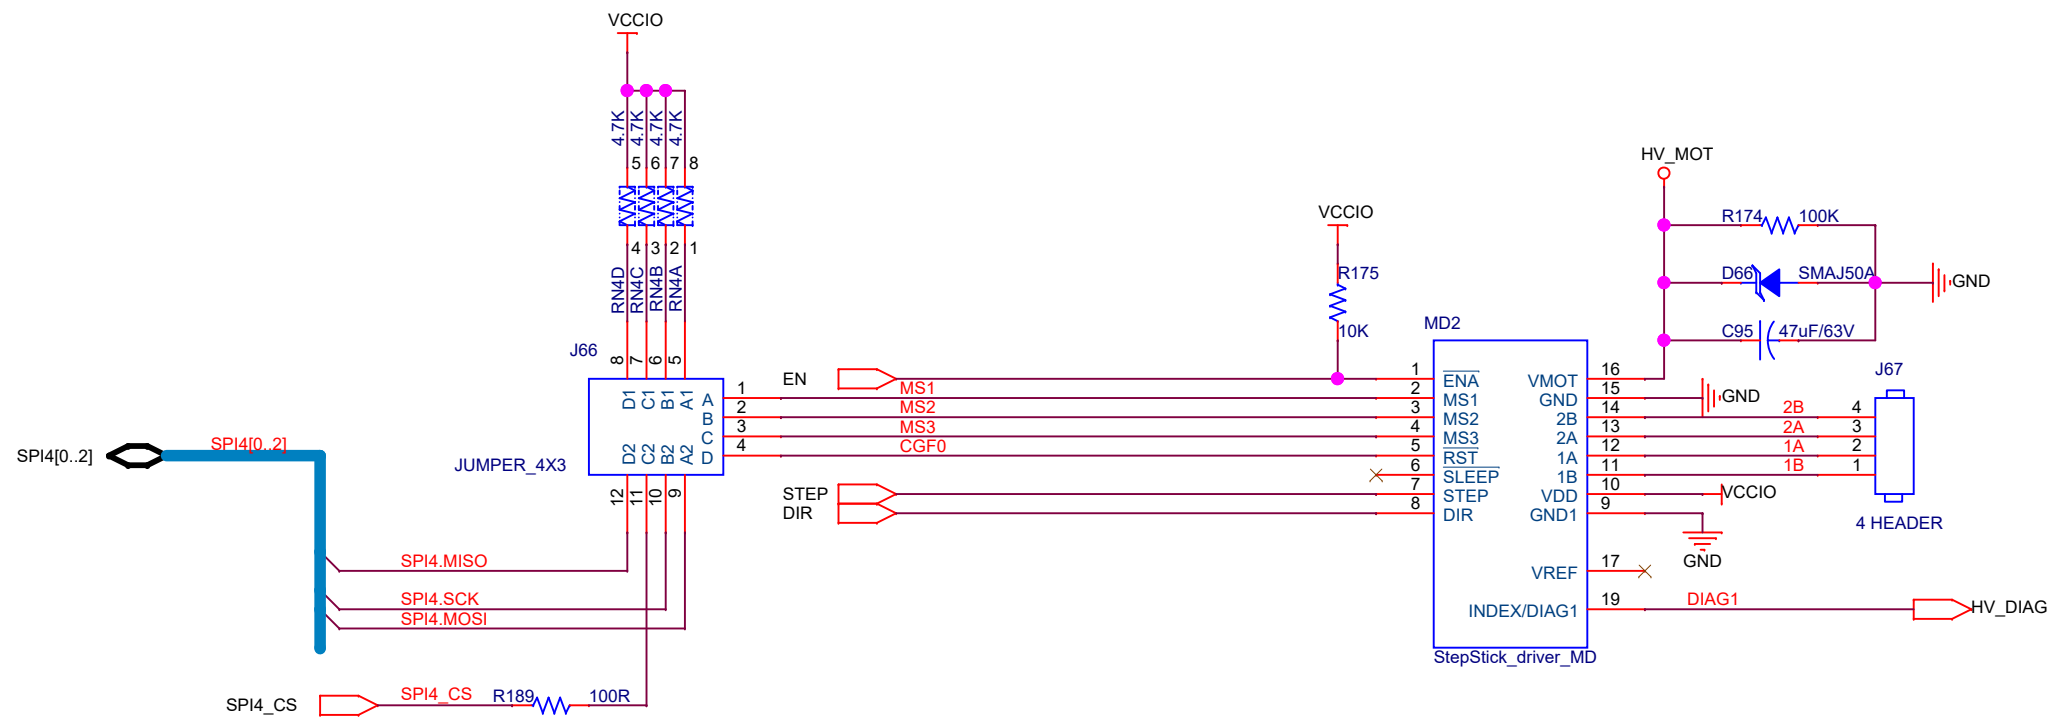 VCCIO
4.7K 4.7K 4.7K 4.7K
5 6 7 8
4 3 2 1
RN4D RN4C RN4B RN4A
J66
8 7 6 5
D1 C1 B1 A1
A 1
B 2
C 3
D 4
D2 C2 B2 A2
JUMPER_4X3
12 11 10 9
SPI4[0..2]
SPI4[0..2]
SPI4.MISO
SPI4.SCK
SPI4.MOSI
SPI4_CS
SPI4_CS
R189 100R
EN
MS1
MS2
MS3
CGF0
STEP
DIR
VCCIO
R175
10K
MD2
1 ENA
2 MS1
3 MS2
4 MS3
5 RST
6 SLEEP
7 STEP
8 DIR
VMOT 16
GND 15
2B 14
2A 13
1A 12
1B 11
VDD 10
GND1 9
VREF 17
INDEX/DIAG1 19
StepStick_driver_MD
HV_MOT
R174 100K
D66 SMAJ50A
GND
C95 47uF/63V
GND
J67
2B 4
2A 3
1A 2
1B 1
VCCIO
4 HEADER
GND
DIAG1
HV_DIAG